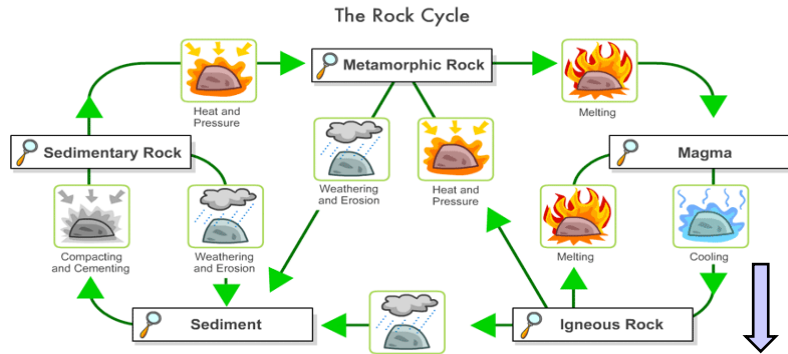 The Rock Cycle
Metamorphic Rock
Heat and
Pressure
Melting
Sedimentary Rock
Magma
Weathering
and Erosion
Heat and
Pressure
Compacting
and Cementing
Weathering
and Erosion
Melting
Cooling
Sediment
Igneous Rock